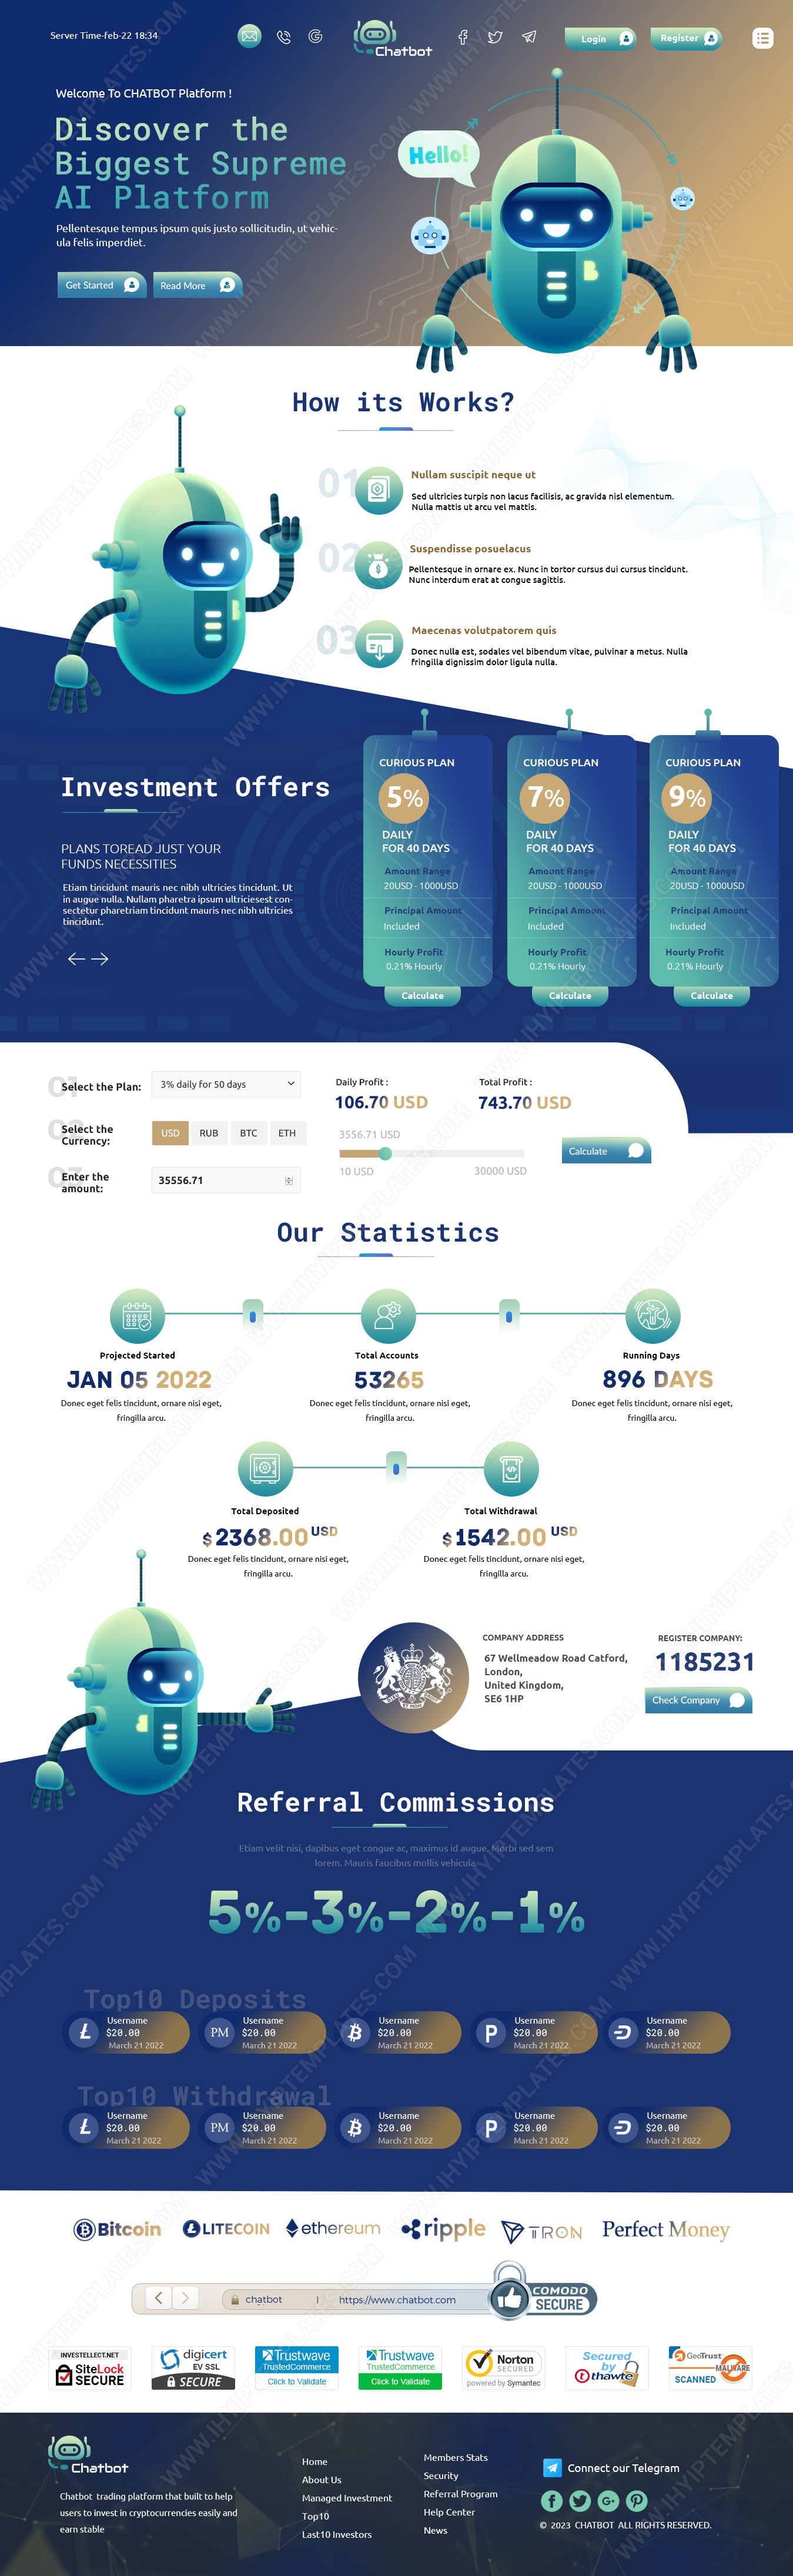 Server Time-feb-22 18:34
Chatbot
Login
Register
Welcome To CHATBOT Platform !
Discover the
Biggest Supreme
AI Platform
Hello!
Pellentesque tempus ipsum quis justo sollicitudin, ut vehic-
ula felis imperdiet.
Get Started
Read More
How its Works?
01
Nullam suscipit neque ut
Sed ultricies turpis non lacus facilisis, ac gravida nisl elementum.
Nulla mattis ut arcu vel mattis.
02
Suspendisse posuelacus
Pellentesque in ornare ex. Nunc in tortor cursus dui cursus tincidunt.
Nunc interdum erat at congue sagittis.
03
Maecenas volutpatorem quis
Donec nulla est, sodales vel bibendum vitae, pulvinar a metus. Nulla
fringilla dignissim dolor ligula nulla.
Investment Offers
PLANS TOREAD JUST YOUR
FUNDS NECESSITIES
Etiam tincidunt mauris nec nibh ultricies tincidunt. Ut
in augue nulla. Nullam pharetra ipsum ultriciesest con-
sectetur pharetriam tincidunt mauris nec nibh ultricies
tincidunt.
CURIOUS PLAN
5%
DAILY
FOR 40 DAYS
Amount Range
20USD - 1000USD
Principal Amount
Included
Hourly Profit
0.21% Hourly
Calculate
CURIOUS PLAN
7%
DAILY
FOR 40 DAYS
Amount Range
20USD - 1000USD
Principal Amount
Included
Hourly Profit
0.21% Hourly
Calculate
CURIOUS PLAN
9%
DAILY
FOR 40 DAYS
Amount Range
20USD - 1000USD
Principal Amount
Included
Hourly Profit
0.21% Hourly
Calculate
01
Select the Plan:
3% daily for 50 days
02
Select the
Currency:
USD RUB BTC ETH
03
Enter the
amount:
35556.71
Daily Profit :
106.70 USD
Total Profit :
743.70 USD
3556.71 USD
10 USD
30000 USD
Calculate
Our Statistics
Projected Started
JAN 05 2022
Donec eget felis tincidunt, ornare nisi eget,
fringilla arcu.
Total Accounts
53265
Donec eget felis tincidunt, ornare nisi eget,
fringilla arcu.
Running Days
896 DAYS
Donec eget felis tincidunt, ornare nisi eget,
fringilla arcu.
Total Deposited
$2368.00 USD
Donec eget felis tincidunt, ornare nisi eget,
fringilla arcu.
Total Withdrawal
$1542.00 USD
Donec eget felis tincidunt, ornare nisi eget,
fringilla arcu.
COMPANY ADDRESS
67 Wellmeadow Road Catford,
London,
United Kingdom,
SE6 1HP
REGISTER COMPANY:
1185231
Check Company
Referral Commissions
Etiam velit nisi, dapibus eget congue ac, maximus id augue. Morbi sed sem
lorem. Mauris faucibus mollis vehicula.
5%-3%-2%-1%
Top10 Deposits
Username
$20.00
March 21 2022
PM
Username
$20.00
March 21 2022
Username
$20.00
March 21 2022
Username
$20.00
March 21 2022
Username
$20.00
March 21 2022
Top10 Withdrawal
Username
$20.00
March 21 2022
PM
Username
$20.00
March 21 2022
Username
$20.00
March 21 2022
Username
$20.00
March 21 2022
Username
$20.00
March 21 2022
Bitcoin
LITECOIN
ethereum
ripple
TRON
Perfect Money
chatbot
https://www.chatbot.com
COMODO
SECURE
INVESTELLECT.NET
SiteLock
SECURE
digicert
EV SSL
SECURE
Trustwave
TrustedCommerce
Click to Validate
Trustwave
TrustedCommerce
Click to Validate
Norton
SECURED
powered by Symantec
Secured
by
thawte
GeoTrust
MALWARE
SCANNED
Chatbot
Chatbot trading platform that built to help
users to invest in cryptocurrencies easily and
earn stable
Home
About Us
Managed Investment
Top10
Last10 Investors
Members Stats
Security
Referral Program
Help Center
News
Connect our Telegram
© 2023 CHATBOT ALL RIGHTS RESERVED.
WWW.IHYIPTEMPLATES.COM